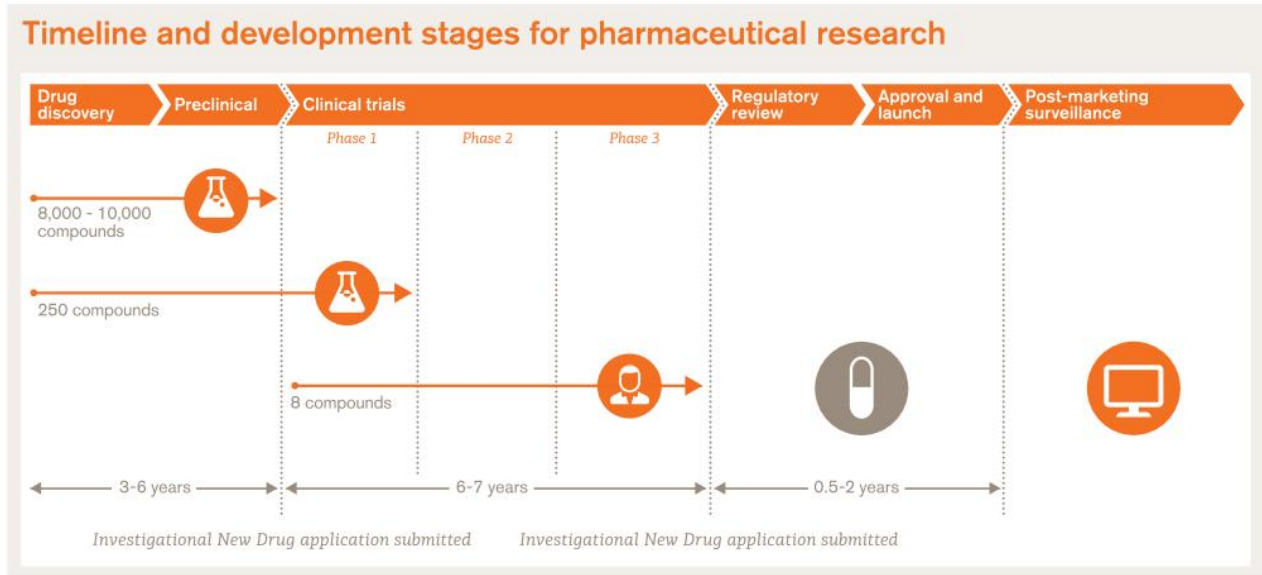 Timeline and development stages for pharmaceutical research
Drug
discovery
Preclinical
Clinical trials
Regulatory
review
Approval and
launch
Post-marketing
surveillance
Phase 1
Phase 2
Phase 3
8,000 - 10,000
compounds
250 compounds
8 compounds
3-6 years
6-7 years
0.5-2 years
Investigational New Drug application submitted
Investigational New Drug application submitted